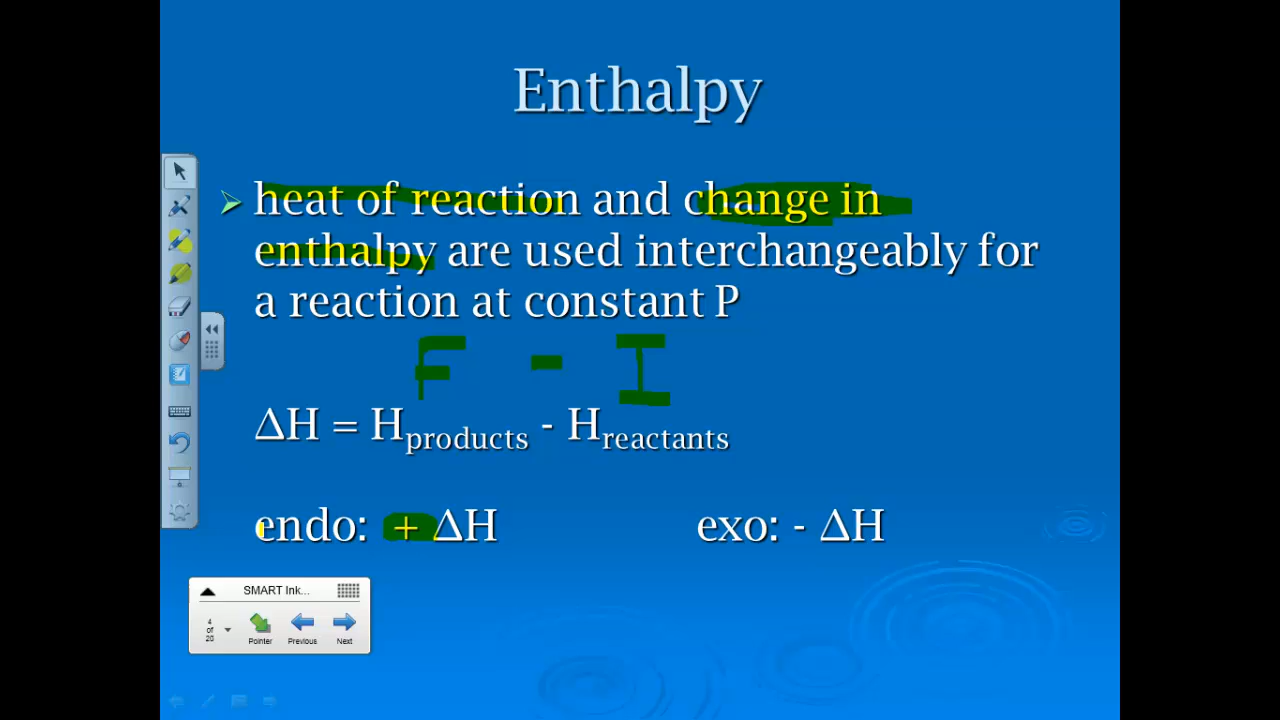 Enthalpy
heat of reaction and change in
enthalpy are used interchangeably for
a reaction at constant P
F - I
ΔH = Hproducts - Hreactants
endo: + ΔH exo: - ΔH
SMART Ink...
4
of
20
Pointer Previous Next